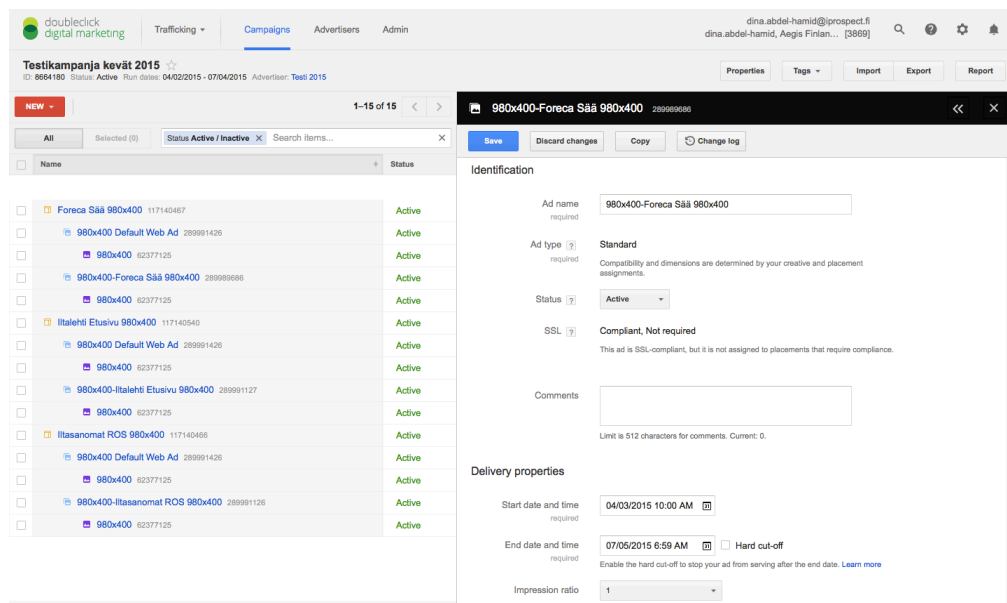 doubleclick
digital marketing
Trafficking
Campaigns
Advertisers
Admin
dina.abdel-hamid@iprospect.fi
dina.abdel-hamid, Aegis Finlan... [3869]
Testikampanja kevät 2015
ID: 8664180 Status: Active Run dates: 04/02/2015 - 07/04/2015 Advertiser: Testi 2015
Properties
Tags
Import
Export
Report
NEW
1–15 of 15
All
Selected (0)
Status Active / Inactive X
Search items...
Name
Status
Foreca Sää 980x400 117140467 Active
980x400 Default Web Ad 289991426 Active
980x400 62377125 Active
980x400-Foreca Sää 980x400 289989686 Active
980x400 62377125 Active
Iltalehti Etusivu 980x400 117140540 Active
980x400 Default Web Ad 289991426 Active
980x400 62377125 Active
980x400-Iltalehti Etusivu 980x400 289991127 Active
980x400 62377125 Active
Iltasanomat ROS 980x400 117140466 Active
980x400 Default Web Ad 289991426 Active
980x400 62377125 Active
980x400-Iltasanomat ROS 980x400 289991126 Active
980x400 62377125 Active
980x400-Foreca Sää 980x400 289989686
Save
Discard changes
Copy
Change log
Identification
Ad name
required
980x400-Foreca Sää 980x400
Ad type ?
required
Standard
Compatibility and dimensions are determined by your creative and placement
assignments.
Status ?
Active
SSL ?
Compliant, Not required
This ad is SSL-compliant, but it is not assigned to placements that require compliance.
Comments
Limit is 512 characters for comments. Current: 0.
Delivery properties
Start date and time
required
04/03/2015 10:00 AM
End date and time
required
07/05/2015 6:59 AM
Hard cut-off
Enable the hard cut-off to stop your ad from serving after the end date. Learn more
Impression ratio
1